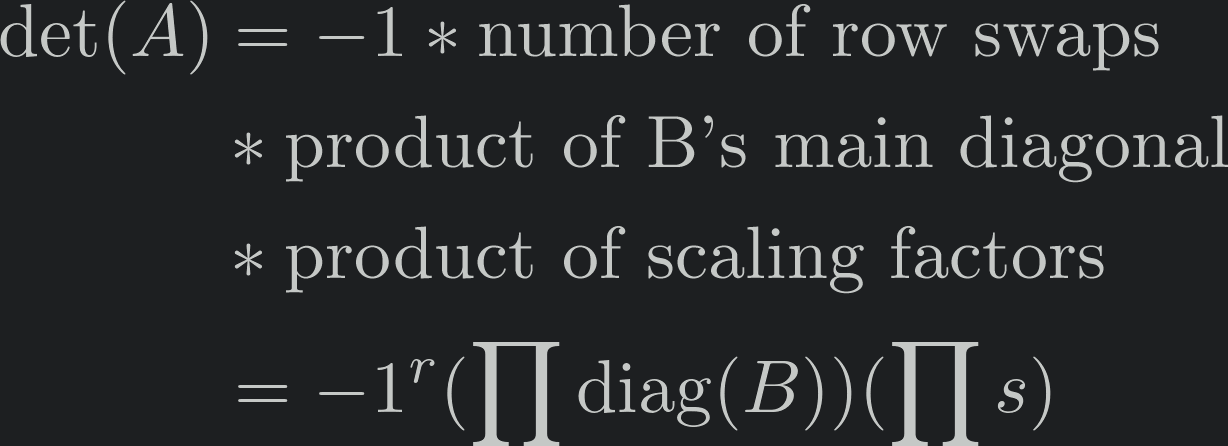 det(A) = −1 * number of row swaps
* product of B's main diagonal
* product of scaling factors
= −1^r (∏ diag(B))(∏ s)